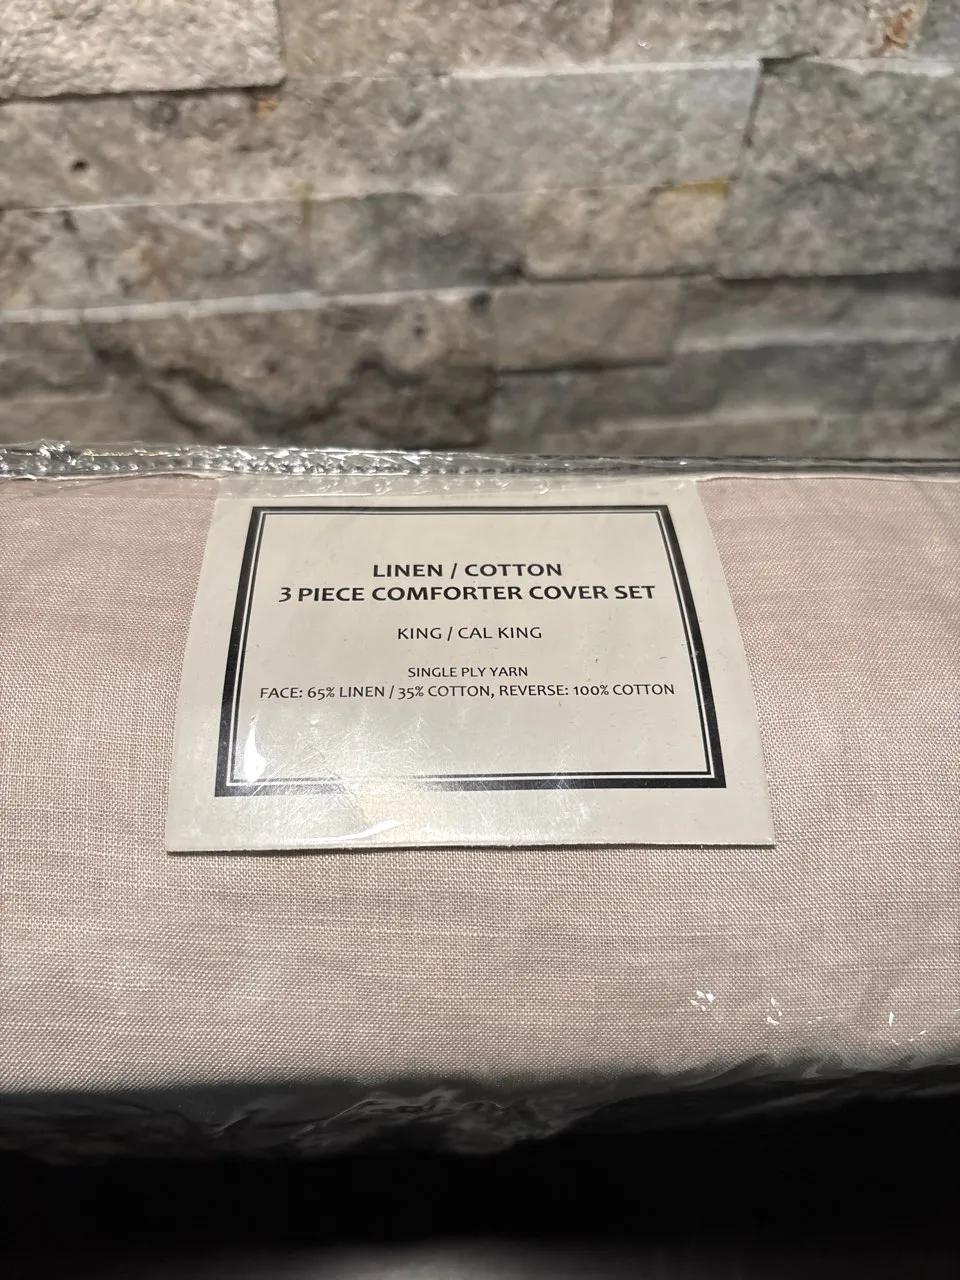 LINEN / COTTON
3 PIECE COMFORTER COVER SET
KING / CAL KING
SINGLE PLY YARN
FACE: 65% LINEN / 35% COTTON, REVERSE: 100% COTTON